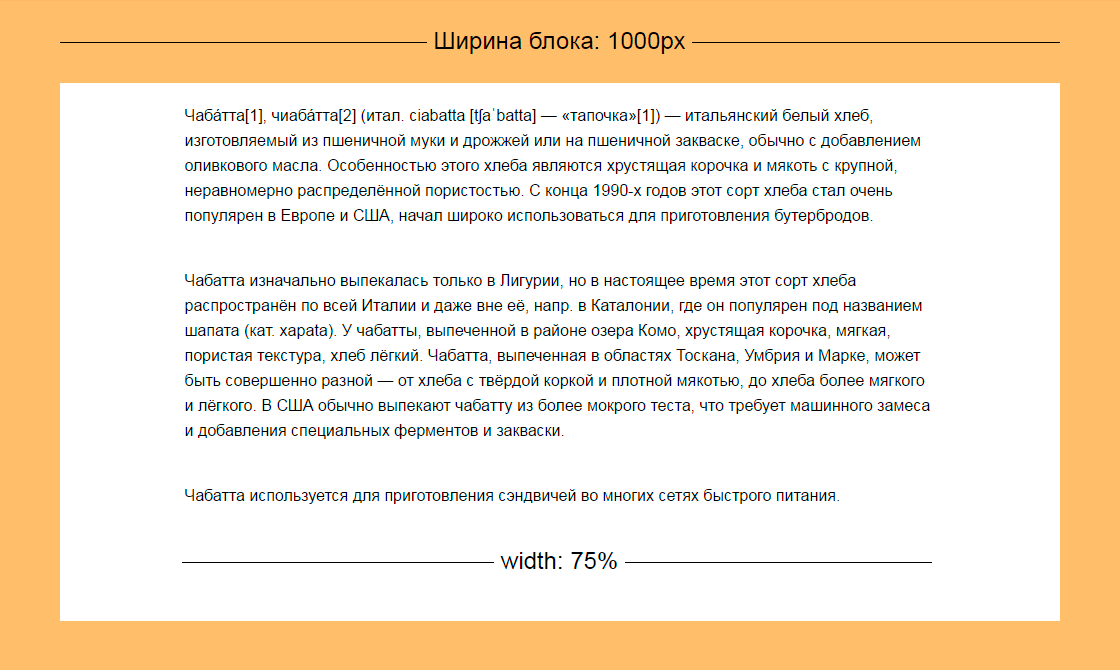 Ширина блока: 1000px
Чаба́тта[1], чиаба́тта[2] (итал. ciabatta [tʃaˈbatta] — «тапочка»[1]) — итальянский белый хлеб,
изготовляемый из пшеничной муки и дрожжей или на пшеничной закваске, обычно с добавлением
оливкового масла. Особенностью этого хлеба являются хрустящая корочка и мякоть с крупной,
неравномерно распределённой пористостью. С конца 1990-х годов этот сорт хлеба стал очень
популярен в Европе и США, начал широко использоваться для приготовления бутербродов.
Чабатта изначально выпекалась только в Лигурии, но в настоящее время этот сорт хлеба
распространён по всей Италии и даже вне её, напр. в Каталонии, где он популярен под названием
шапата (кат. xapata). У чабатты, выпеченной в районе озера Комо, хрустящая корочка, мягкая,
пористая текстура, хлеб лёгкий. Чабатта, выпеченная в областях Тоскана, Умбрия и Марке, может
быть совершенно разной — от хлеба с твёрдой коркой и плотной мякотью, до хлеба более мягкого
и лёгкого. В США обычно выпекают чабатту из более мокрого теста, что требует машинного замеса
и добавления специальных ферментов и закваски.
Чабатта используется для приготовления сэндвичей во многих сетях быстрого питания.
width: 75%